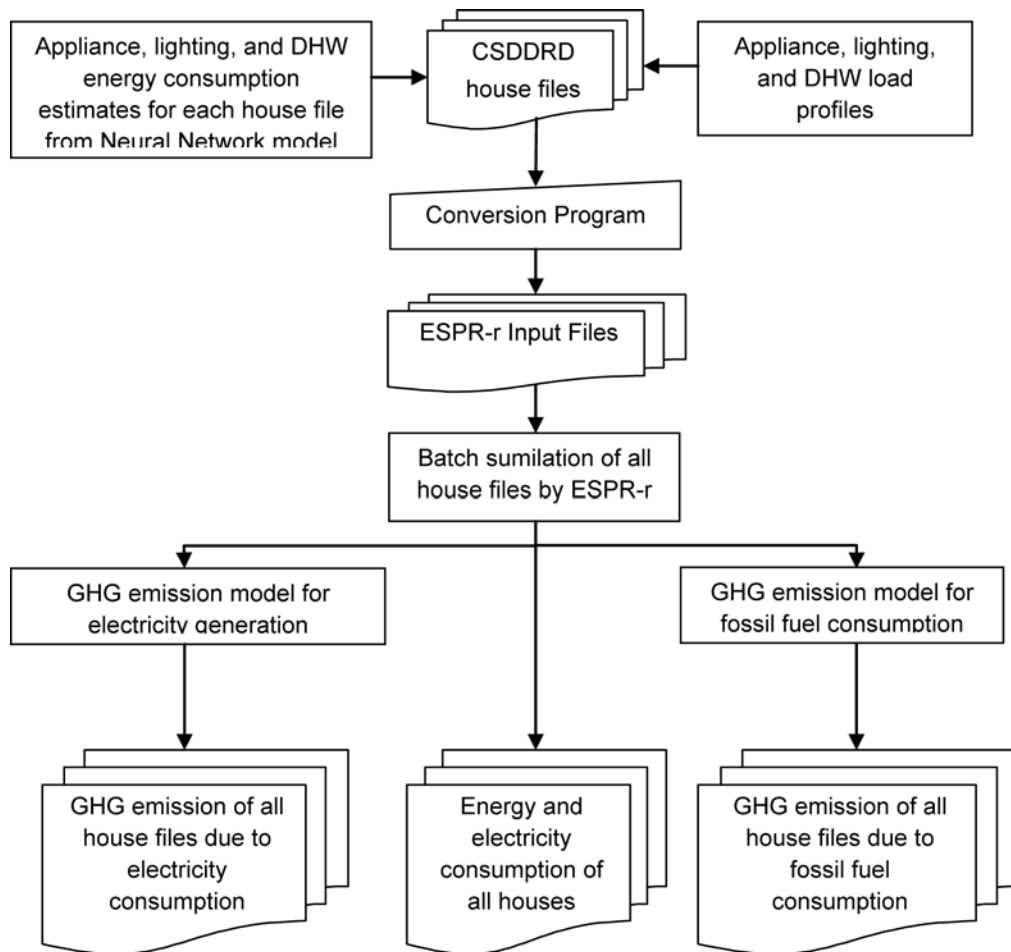 Appliance, lighting, and DHW
energy consumption
estimates for each house file
from Neural Network model
CSDDRD
house files
Appliance, lighting,
and DHW load
profiles
Conversion Program
ESPR-r Input Files
Batch sumilation of all
house files by ESPR-r
GHG emission model for
electricity generation
GHG emission model for
fossil fuel consumption
GHG emission of all
house files due to
electricity
consumption
Energy and
electricity
consumption of
all houses
GHG emission of all
house files due to
fossil fuel
consumption